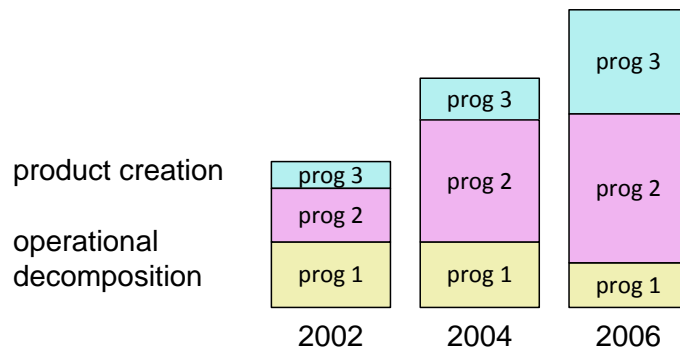 product creation
operational
decomposition
prog 3
prog 2
prog 1
2002
prog 3
prog 2
prog 1
2004
prog 3
prog 2
prog 1
2006